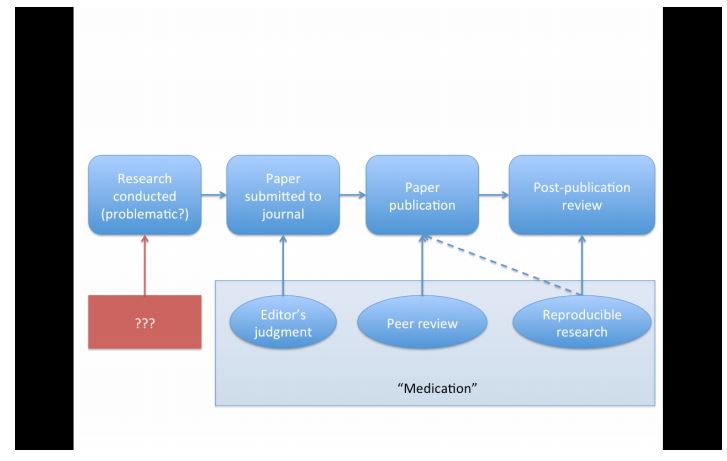 Research
conducted
(problematic?)
Paper
submitted to
journal
Paper
publication
Post-publication
review
???
Editor's
judgment
Peer review
Reproducible
research
“Medication”